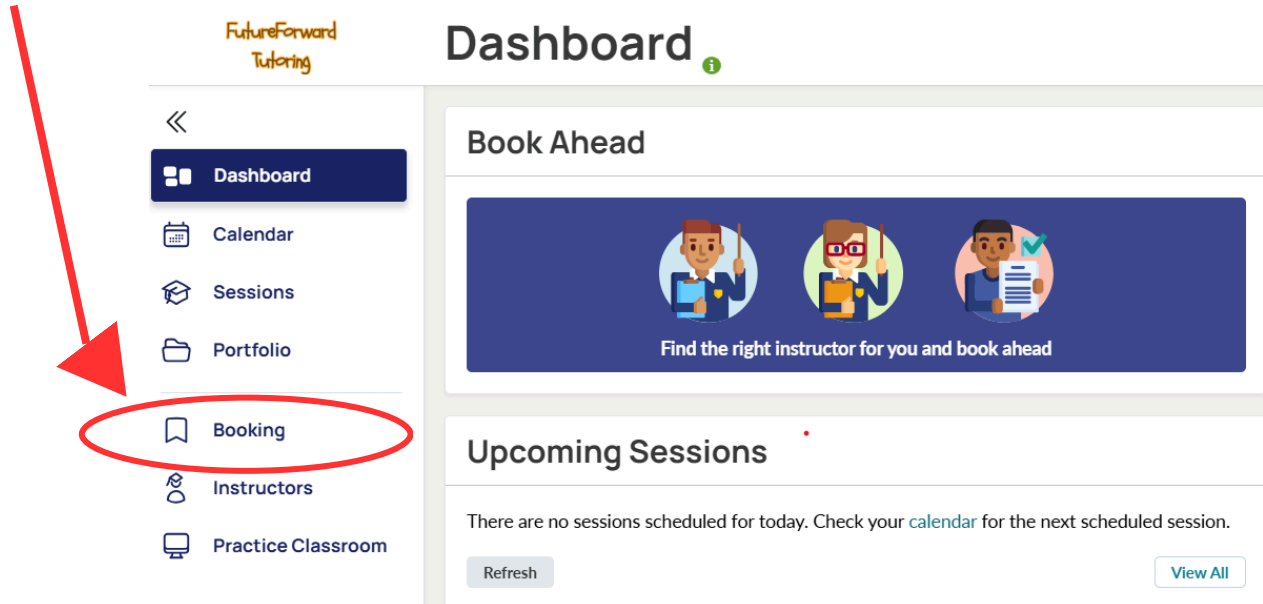 FutureForward
Tutoring
Dashboard
Dashboard
Calendar
Sessions
Portfolio
Booking
Instructors
Practice Classroom
Book Ahead
Find the right instructor for you and book ahead
Upcoming Sessions
There are no sessions scheduled for today. Check your calendar for the next scheduled session.
Refresh
View All